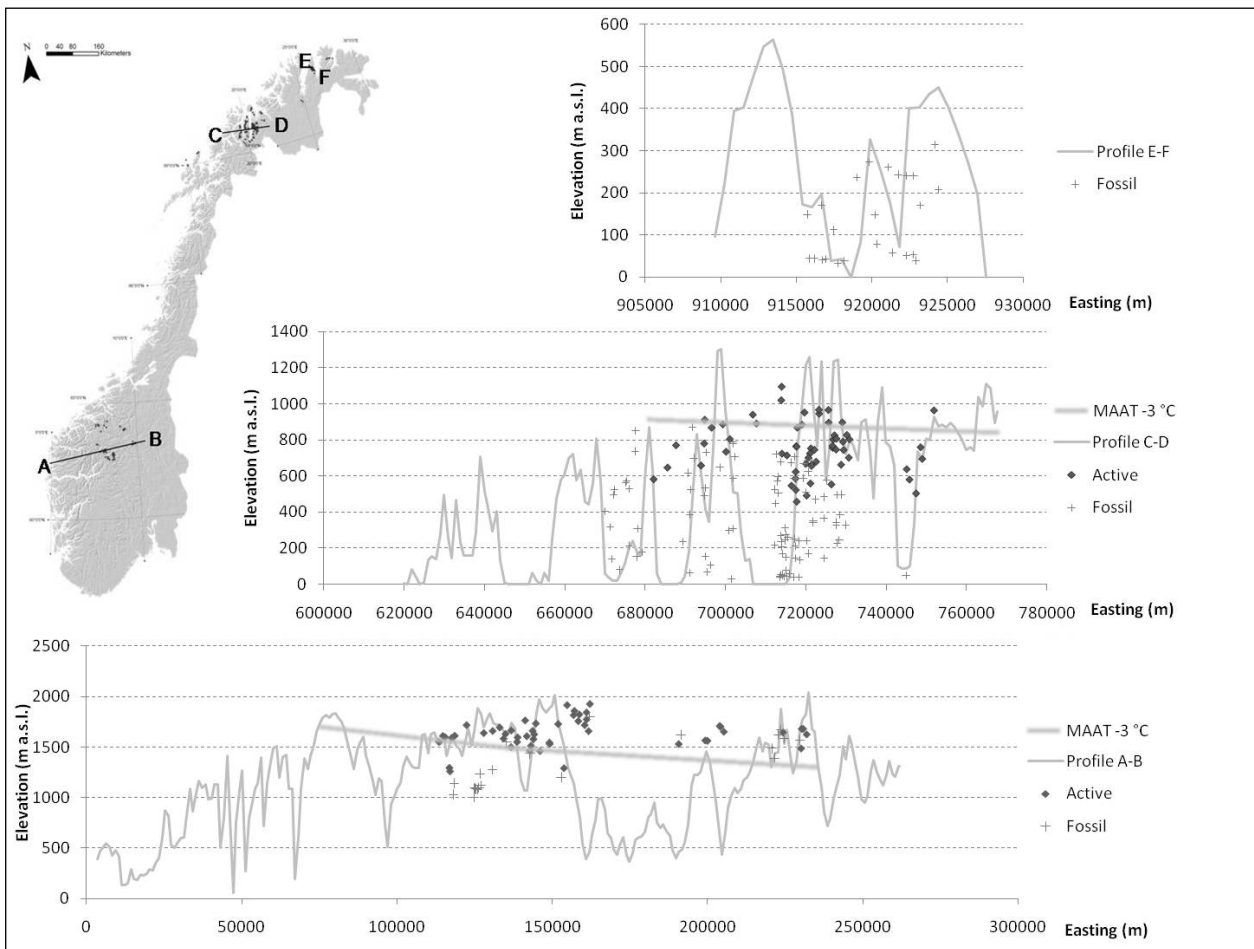 N
0 40 80 160
Kilometers
E
F
C
D
A
B
600
500
400
300
200
100
0
Elevation (m a.s.l.)
905000 910000 915000 920000 925000 930000
Easting (m)
Profile E-F
Fossil
1400
1200
1000
800
600
400
200
0
Elevation (m a.s.l.)
600000 620000 640000 660000 680000 700000 720000 740000 760000 780000
Easting (m)
MAAT -3 °C
Profile C-D
Active
Fossil
2500
2000
1500
1000
500
0
Elevation (m a.s.l.)
0 50000 100000 150000 200000 250000 300000
Easting (m)
MAAT -3 °C
Profile A-B
Active
Fossil